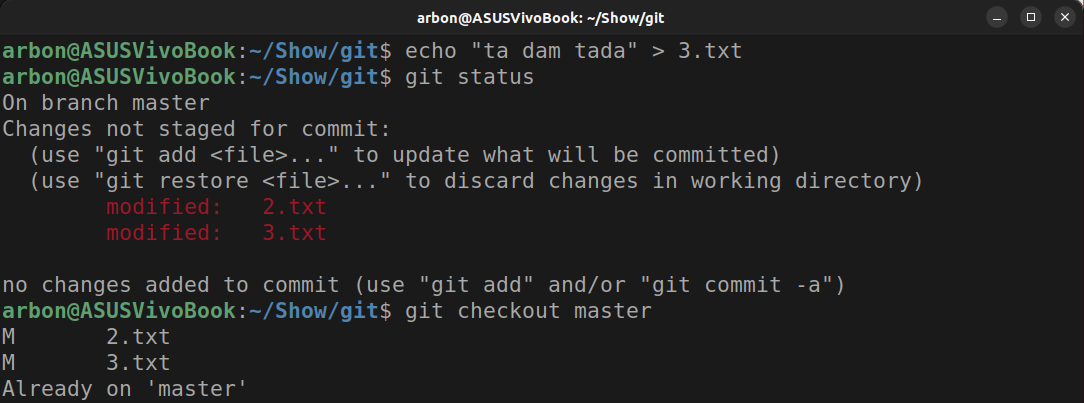 arbon@ASUSVivoBook: ~/Show/git
arbon@ASUSVivoBook:~/Show/git$ echo "ta dam tada" > 3.txt
arbon@ASUSVivoBook:~/Show/git$ git status
On branch master
Changes not staged for commit:
  (use "git add <file>..." to update what will be committed)
  (use "git restore <file>..." to discard changes in working directory)
        modified:   2.txt
        modified:   3.txt

no changes added to commit (use "git add" and/or "git commit -a")
arbon@ASUSVivoBook:~/Show/git$ git checkout master
M       2.txt
M       3.txt
Already on 'master'